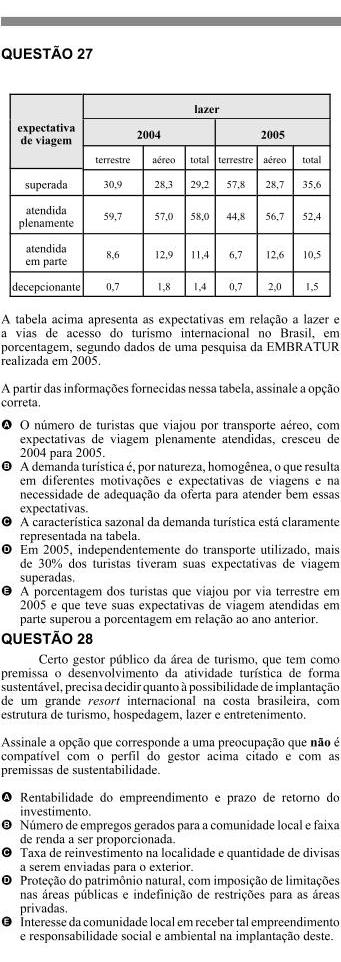 QUESTÃO 27
expectativa
de viagem
lazer
2004 2005
terrestre aéreo total terrestre aéreo total
superada 30,9 28,3 29,2 57,8 28,7 35,6
atendida
plenamente 59,7 57,0 58,0 44,8 56,7 52,4
atendida
em parte 8,6 12,9 11,4 6,7 12,6 10,5
decepcionante 0,7 1,8 1,4 0,7 2,0 1,5
A tabela acima apresenta as expectativas em relação a lazer e
a vias de acesso do turismo internacional no Brasil, em
porcentagem, segundo dados de uma pesquisa da EMBRATUR
realizada em 2005.
A partir das informações fornecidas nessa tabela, assinale a opção
correta.
A O número de turistas que viajou por transporte aéreo, com
expectativas de viagem plenamente atendidas, cresceu de
2004 para 2005.
B A demanda turística é, por natureza, homogênea, o que resulta
em diferentes motivações e expectativas de viagens e na
necessidade de adequação da oferta para atender bem essas
expectativas.
C A característica sazonal da demanda turística está claramente
representada na tabela.
D Em 2005, independentemente do transporte utilizado, mais
de 30% dos turistas tiveram suas expectativas de viagem
superadas.
E A porcentagem dos turistas que viajou por via terrestre em
2005 e que teve suas expectativas de viagem atendidas em
parte superou a porcentagem em relação ao ano anterior.
QUESTÃO 28
Certo gestor público da área de turismo, que tem como
premissa o desenvolvimento da atividade turística de forma
sustentável, precisa decidir quanto à possibilidade de implantação
de um grande resort internacional na costa brasileira, com
estrutura de turismo, hospedagem, lazer e entretenimento.
Assinale a opção que corresponde a uma preocupação que não é
compatível com o perfil do gestor acima citado e com as
premissas de sustentabilidade.
A Rentabilidade do empreendimento e prazo de retorno do
investimento.
B Número de empregos gerados para a comunidade local e faixa
de renda a ser proporcionada.
C Taxa de reinvestimento na localidade e quantidade de divisas
a serem enviadas para o exterior.
D Proteção do patrimônio natural, com imposição de limitações
nas áreas públicas e indefinição de restrições para as áreas
privadas.
E Interesse da comunidade local em receber tal empreendimento
e responsabilidade social e ambiental na implantação deste.